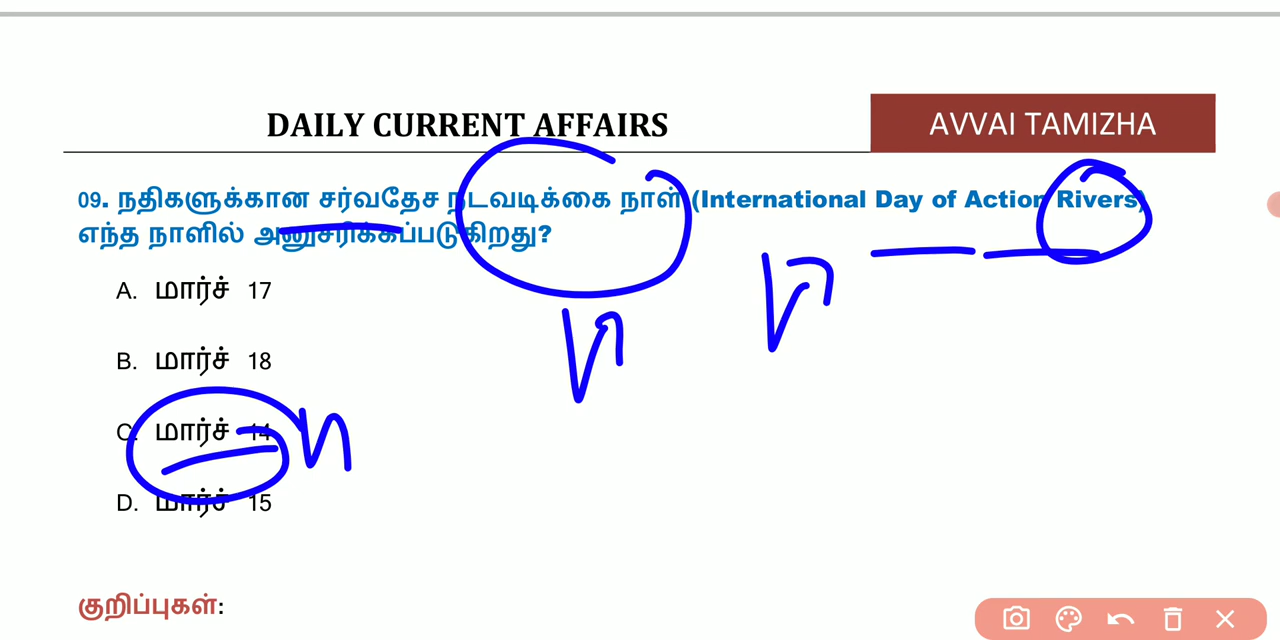 DAILY CURRENT AFFAIRS
AVVAI TAMIZHA
09. நதிகளுக்கான சர்வதேச நடவடிக்கை நாள் (International Day of Action Rivers)
எந்த நாளில் அனுசரிக்கப்படுகிறது?
A. மார்ச் 17
B. மார்ச் 18
C. மார்ச் 14
D. மார்ச் 15
குறிப்புகள்: